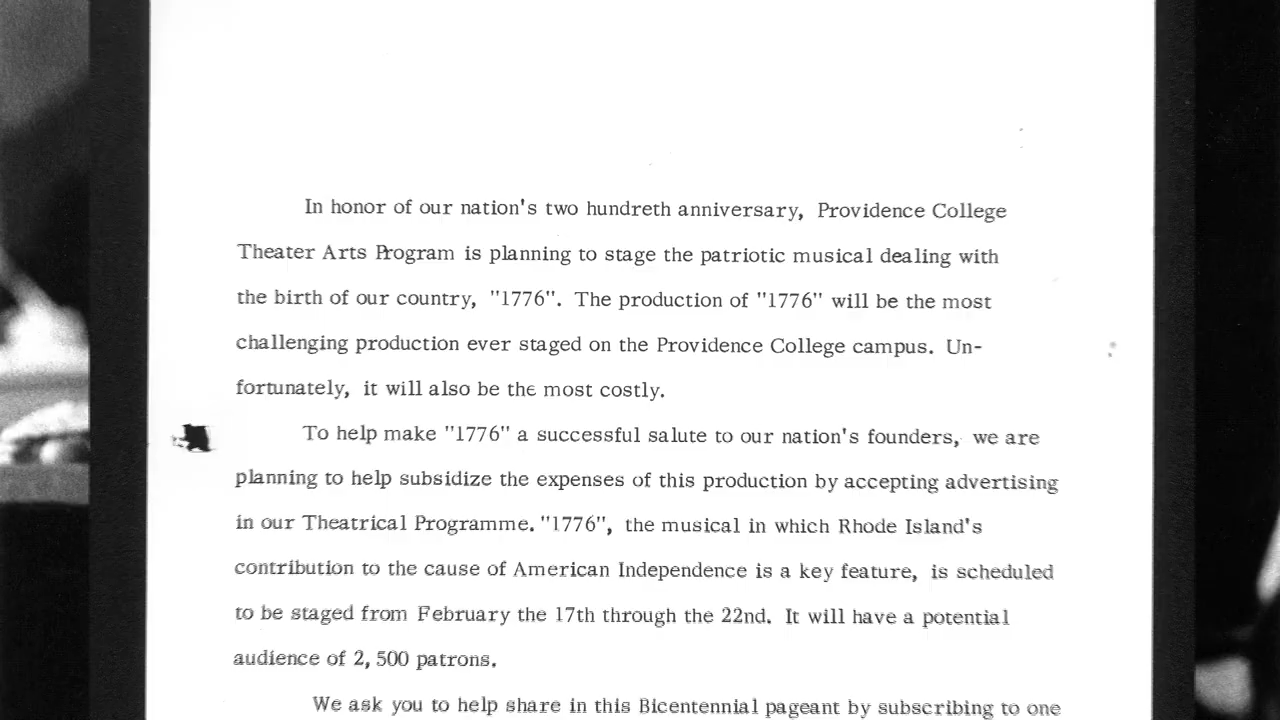 In honor of our nation's two hundreth anniversary, Providence College
Theater Arts Program is planning to stage the patriotic musical dealing with
the birth of our country, "1776". The production of "1776" will be the most
challenging production ever staged on the Providence College campus. Un-
fortunately, it will also be the most costly.
To help make "1776" a successful salute to our nation's founders, we are
planning to help subsidize the expenses of this production by accepting advertising
in our Theatrical Programme. "1776", the musical in which Rhode Island's
contribution to the cause of American Independence is a key feature, is scheduled
to be staged from February the 17th through the 22nd. It will have a potential
audience of 2, 500 patrons.
We ask you to help share in this Bicentennial pageant by subscribing to one